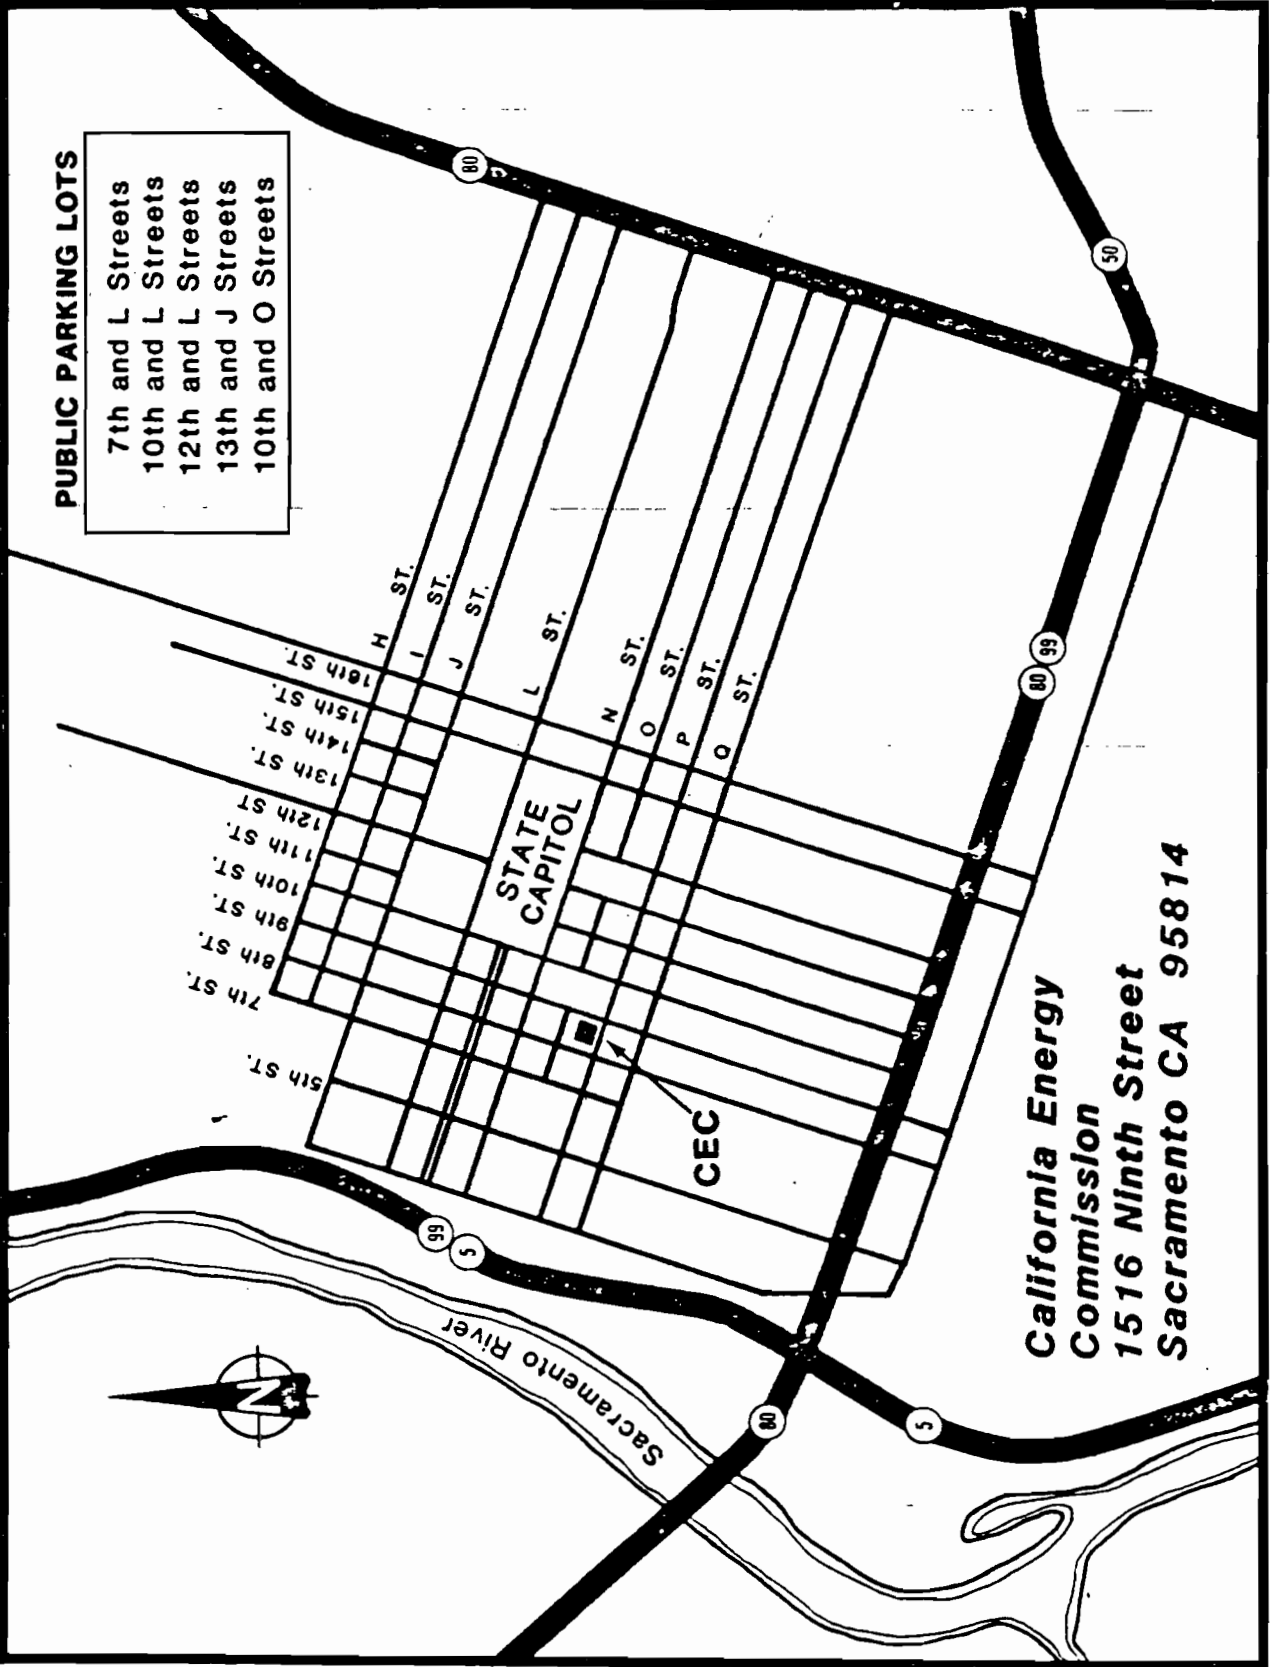 PUBLIC PARKING LOTS
7th and L Streets
10th and L Streets
12th and L Streets
13th and J Streets
10th and O Streets
80
50
H ST.
I ST.
J ST.
L ST.
N ST.
O ST.
P ST.
Q ST.
16th ST.
15th ST.
14th ST.
13th ST.
12th ST
11th ST.
10th ST.
9th ST.
8th ST.
7th ST.
5th ST.
STATE
CAPITOL
CEC
80
99
99
5
80
5
Sacramento River
N
California Energy
Commission
1516 Ninth Street
Sacramento CA 95814